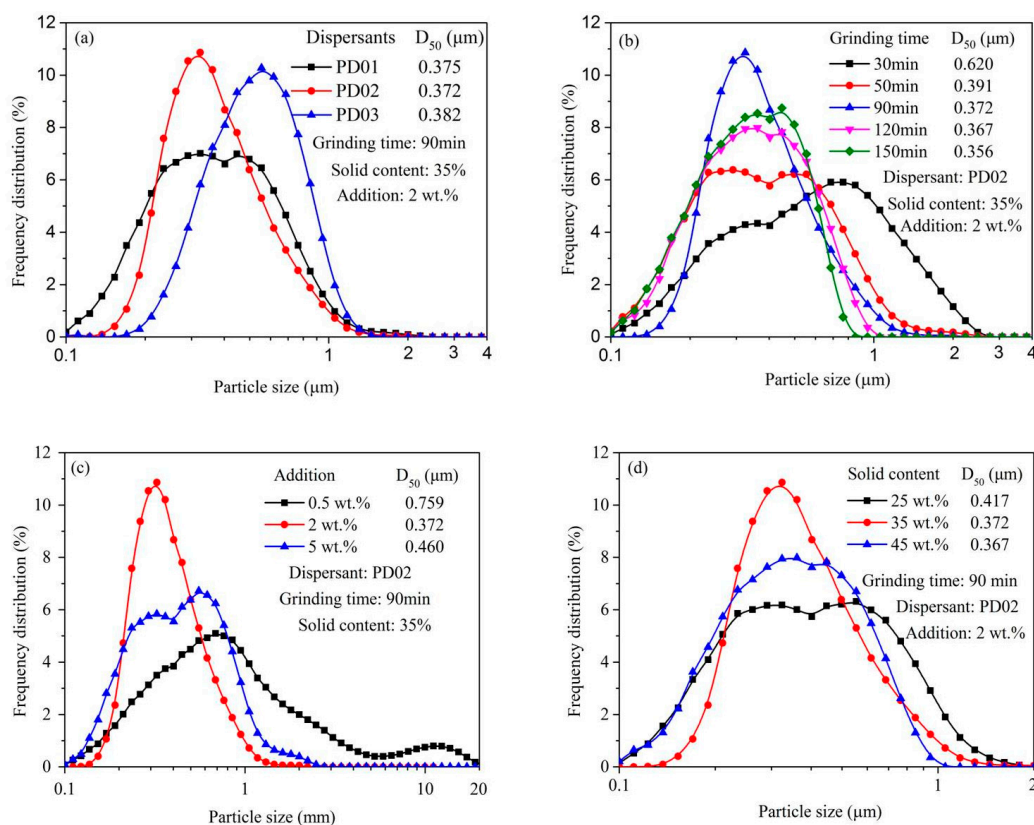 (a)
Dispersants D50 (μm)
PD01 0.375
PD02 0.372
PD03 0.382
Grinding time: 90min
Solid content: 35%
Addition: 2 wt.%
Frequency distribution (%)
12
10
8
6
4
2
0
0.1 1 2 3 4
Particle size (μm)
(b)
Grinding time D50 (μm)
30min 0.620
50min 0.391
90min 0.372
120min 0.367
150min 0.356
Dispersant: PD02
Solid content: 35%
Addition: 2 wt.%
Frequency distribution (%)
12
10
8
6
4
2
0
0.1 1 2 3 4
Particle size (μm)
(c)
Addition D50 (μm)
0.5 wt.% 0.759
2 wt.% 0.372
5 wt.% 0.460
Dispersant: PD02
Grinding time: 90min
Solid content: 35%
Frequency distribution (%)
12
10
8
6
4
2
0
0.1 1 10 20
Particle size (mm)
(d)
Solid content D50 (μm)
25 wt.% 0.417
35 wt.% 0.372
45 wt.% 0.367
Grinding time: 90 min
Dispersant: PD02
Addition: 2 wt.%
Frequency distribution (%)
12
10
8
6
4
2
0
0.1 1 2
Particle size (μm)